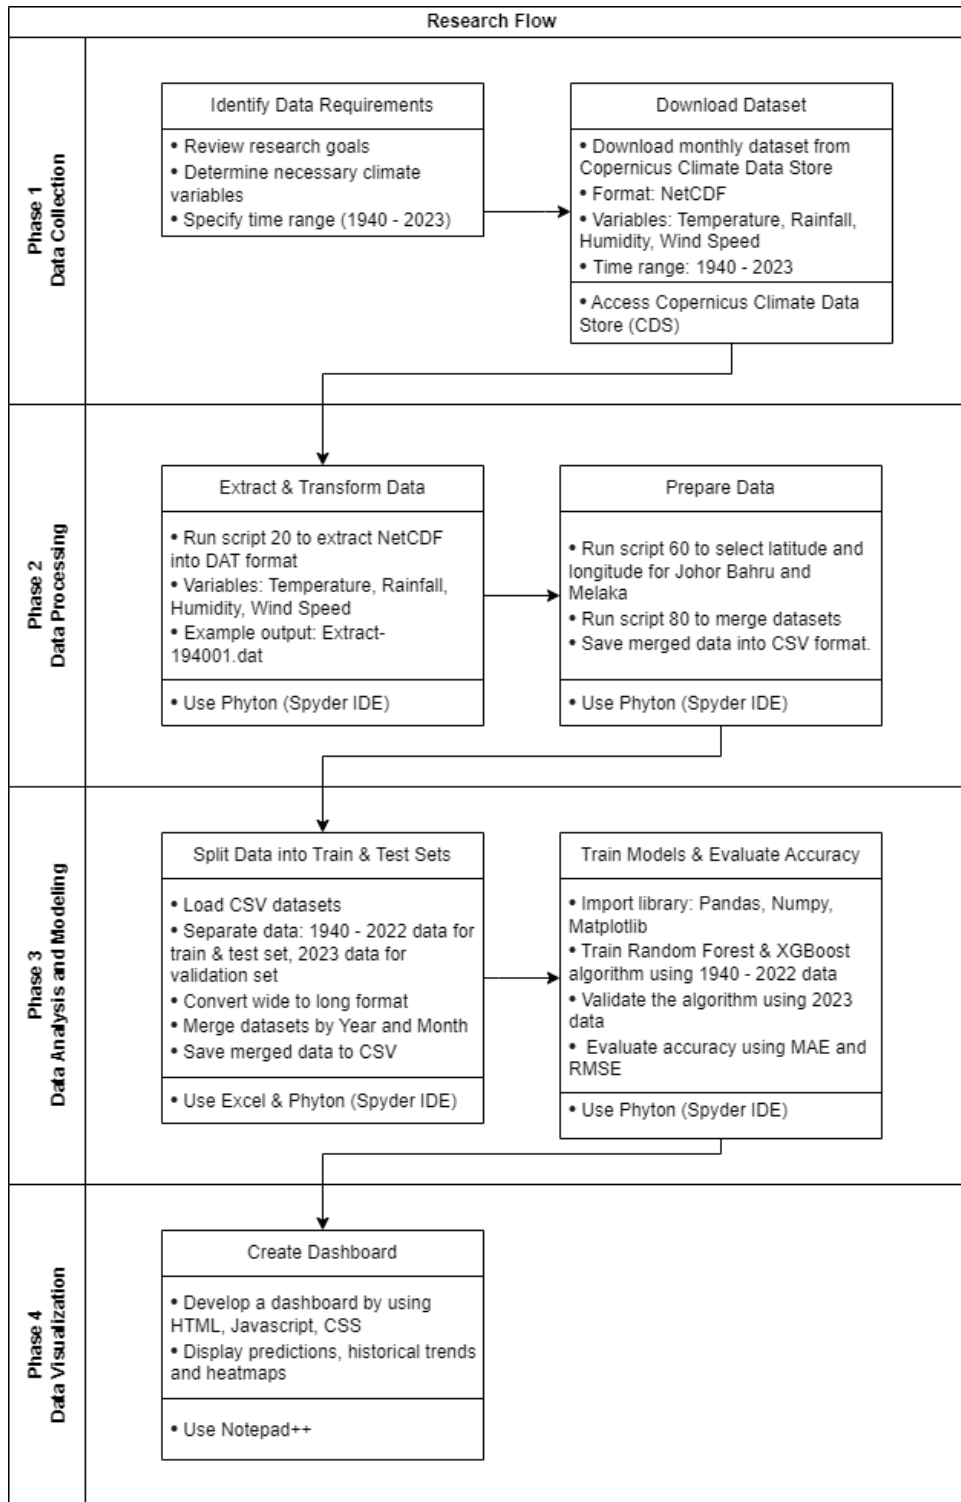 Research Flow
Phase 1
Data Collection
Identify Data Requirements
• Review research goals
• Determine necessary climate
variables
• Specify time range (1940 - 2023)
Download Dataset
• Download monthly dataset from
Copernicus Climate Data Store
• Format: NetCDF
• Variables: Temperature, Rainfall,
Humidity, Wind Speed
• Time range: 1940 - 2023
• Access Copernicus Climate Data
Store (CDS)
Phase 2
Data Processing
Extract & Transform Data
• Run script 20 to extract NetCDF
into DAT format
• Variables: Temperature, Rainfall,
Humidity, Wind Speed
• Example output: Extract-
194001.dat
• Use Phyton (Spyder IDE)
Prepare Data
• Run script 60 to select latitude and
longitude for Johor Bahru and
Melaka
• Run script 80 to merge datasets
• Save merged data into CSV format.
• Use Phyton (Spyder IDE)
Phase 3
Data Analysis and Modeling
Split Data into Train & Test Sets
• Load CSV datasets
• Separate data: 1940 - 2022 data for
train & test set, 2023 data for
validation set
• Convert wide to long format
• Merge datasets by Year and Month
• Save merged data to CSV
• Use Excel & Phyton (Spyder IDE)
Train Models & Evaluate Accuracy
• Import library: Pandas, Numpy,
Matplotlib
• Train Random Forest & XGBoost
algorithm using 1940 - 2022 data
• Validate the algorithm using 2023
data
• Evaluate accuracy using MAE and
RMSE
• Use Phyton (Spyder IDE)
Phase 4
Data Visualization
Create Dashboard
• Develop a dashboard by using
HTML, Javascript, CSS
• Display predictions, historical trends
and heatmaps
• Use Notepad++